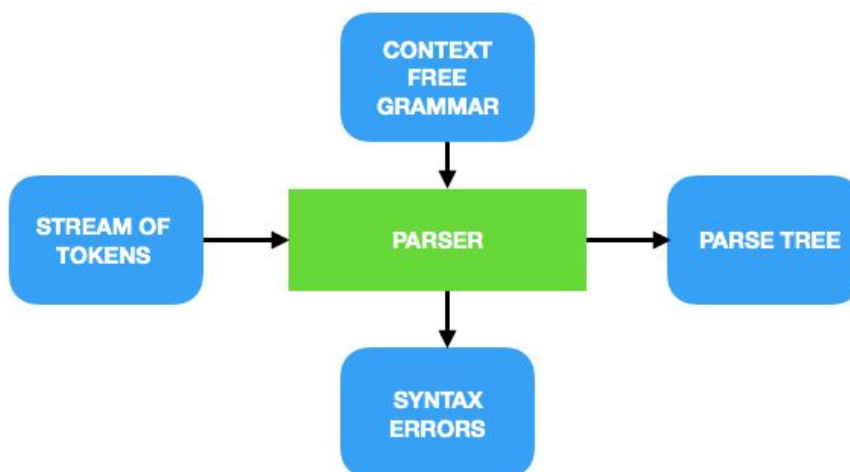 CONTEXT
FREE
GRAMMAR
STREAM OF
TOKENS
PARSER
PARSE TREE
SYNTAX
ERRORS